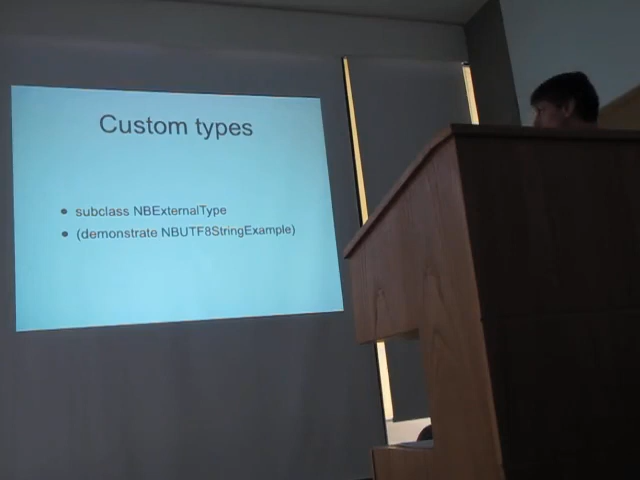 Custom types
• subclass NBExternalType
• (demonstrate NBUTF8StringExample)